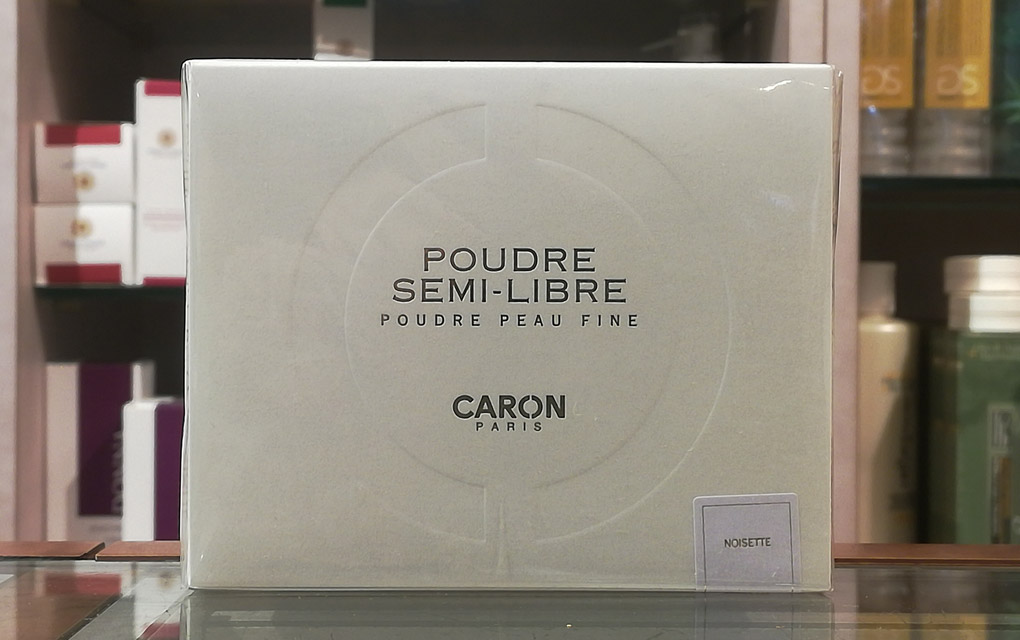 POUDRE
SEMI-LIBRE
POUDRE PEAU FINE
CARON
PARIS
NOISETTE